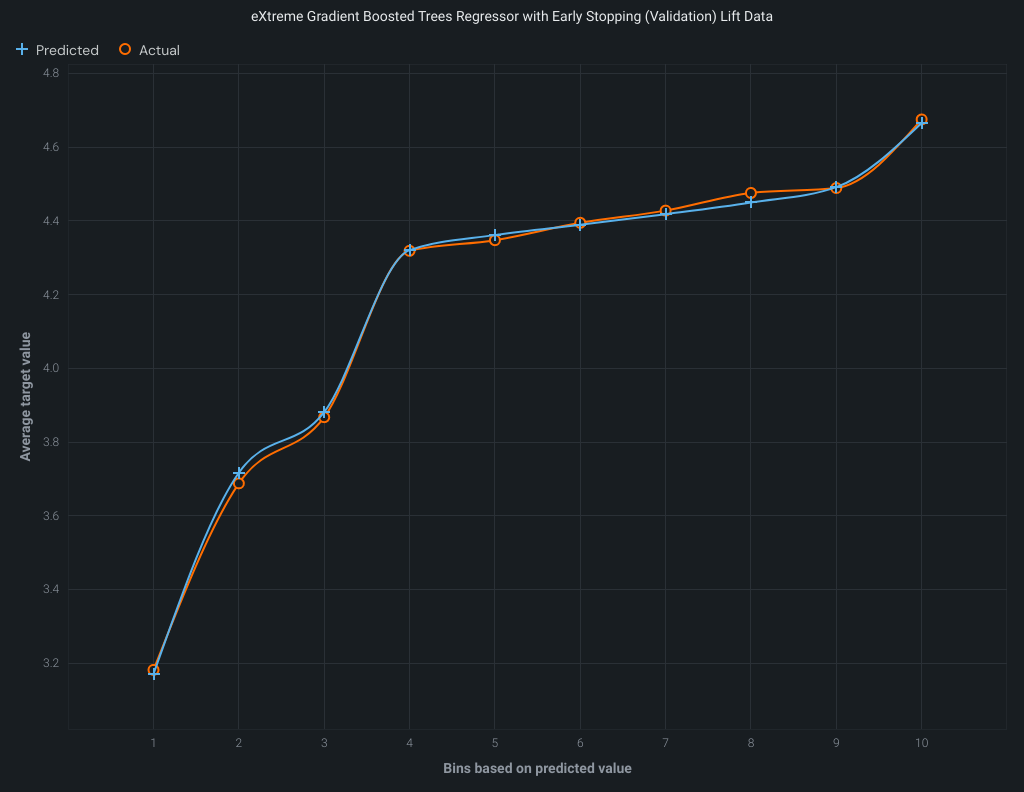 eXtreme Gradient Boosted Trees Regressor with Early Stopping (Validation) Lift Data
Predicted Actual
4.8
4.6
4.4
4.2
4.0
3.8
3.6
3.4
3.2
Average target value
1 2 3 4 5 6 7 8 9 10
Bins based on predicted value